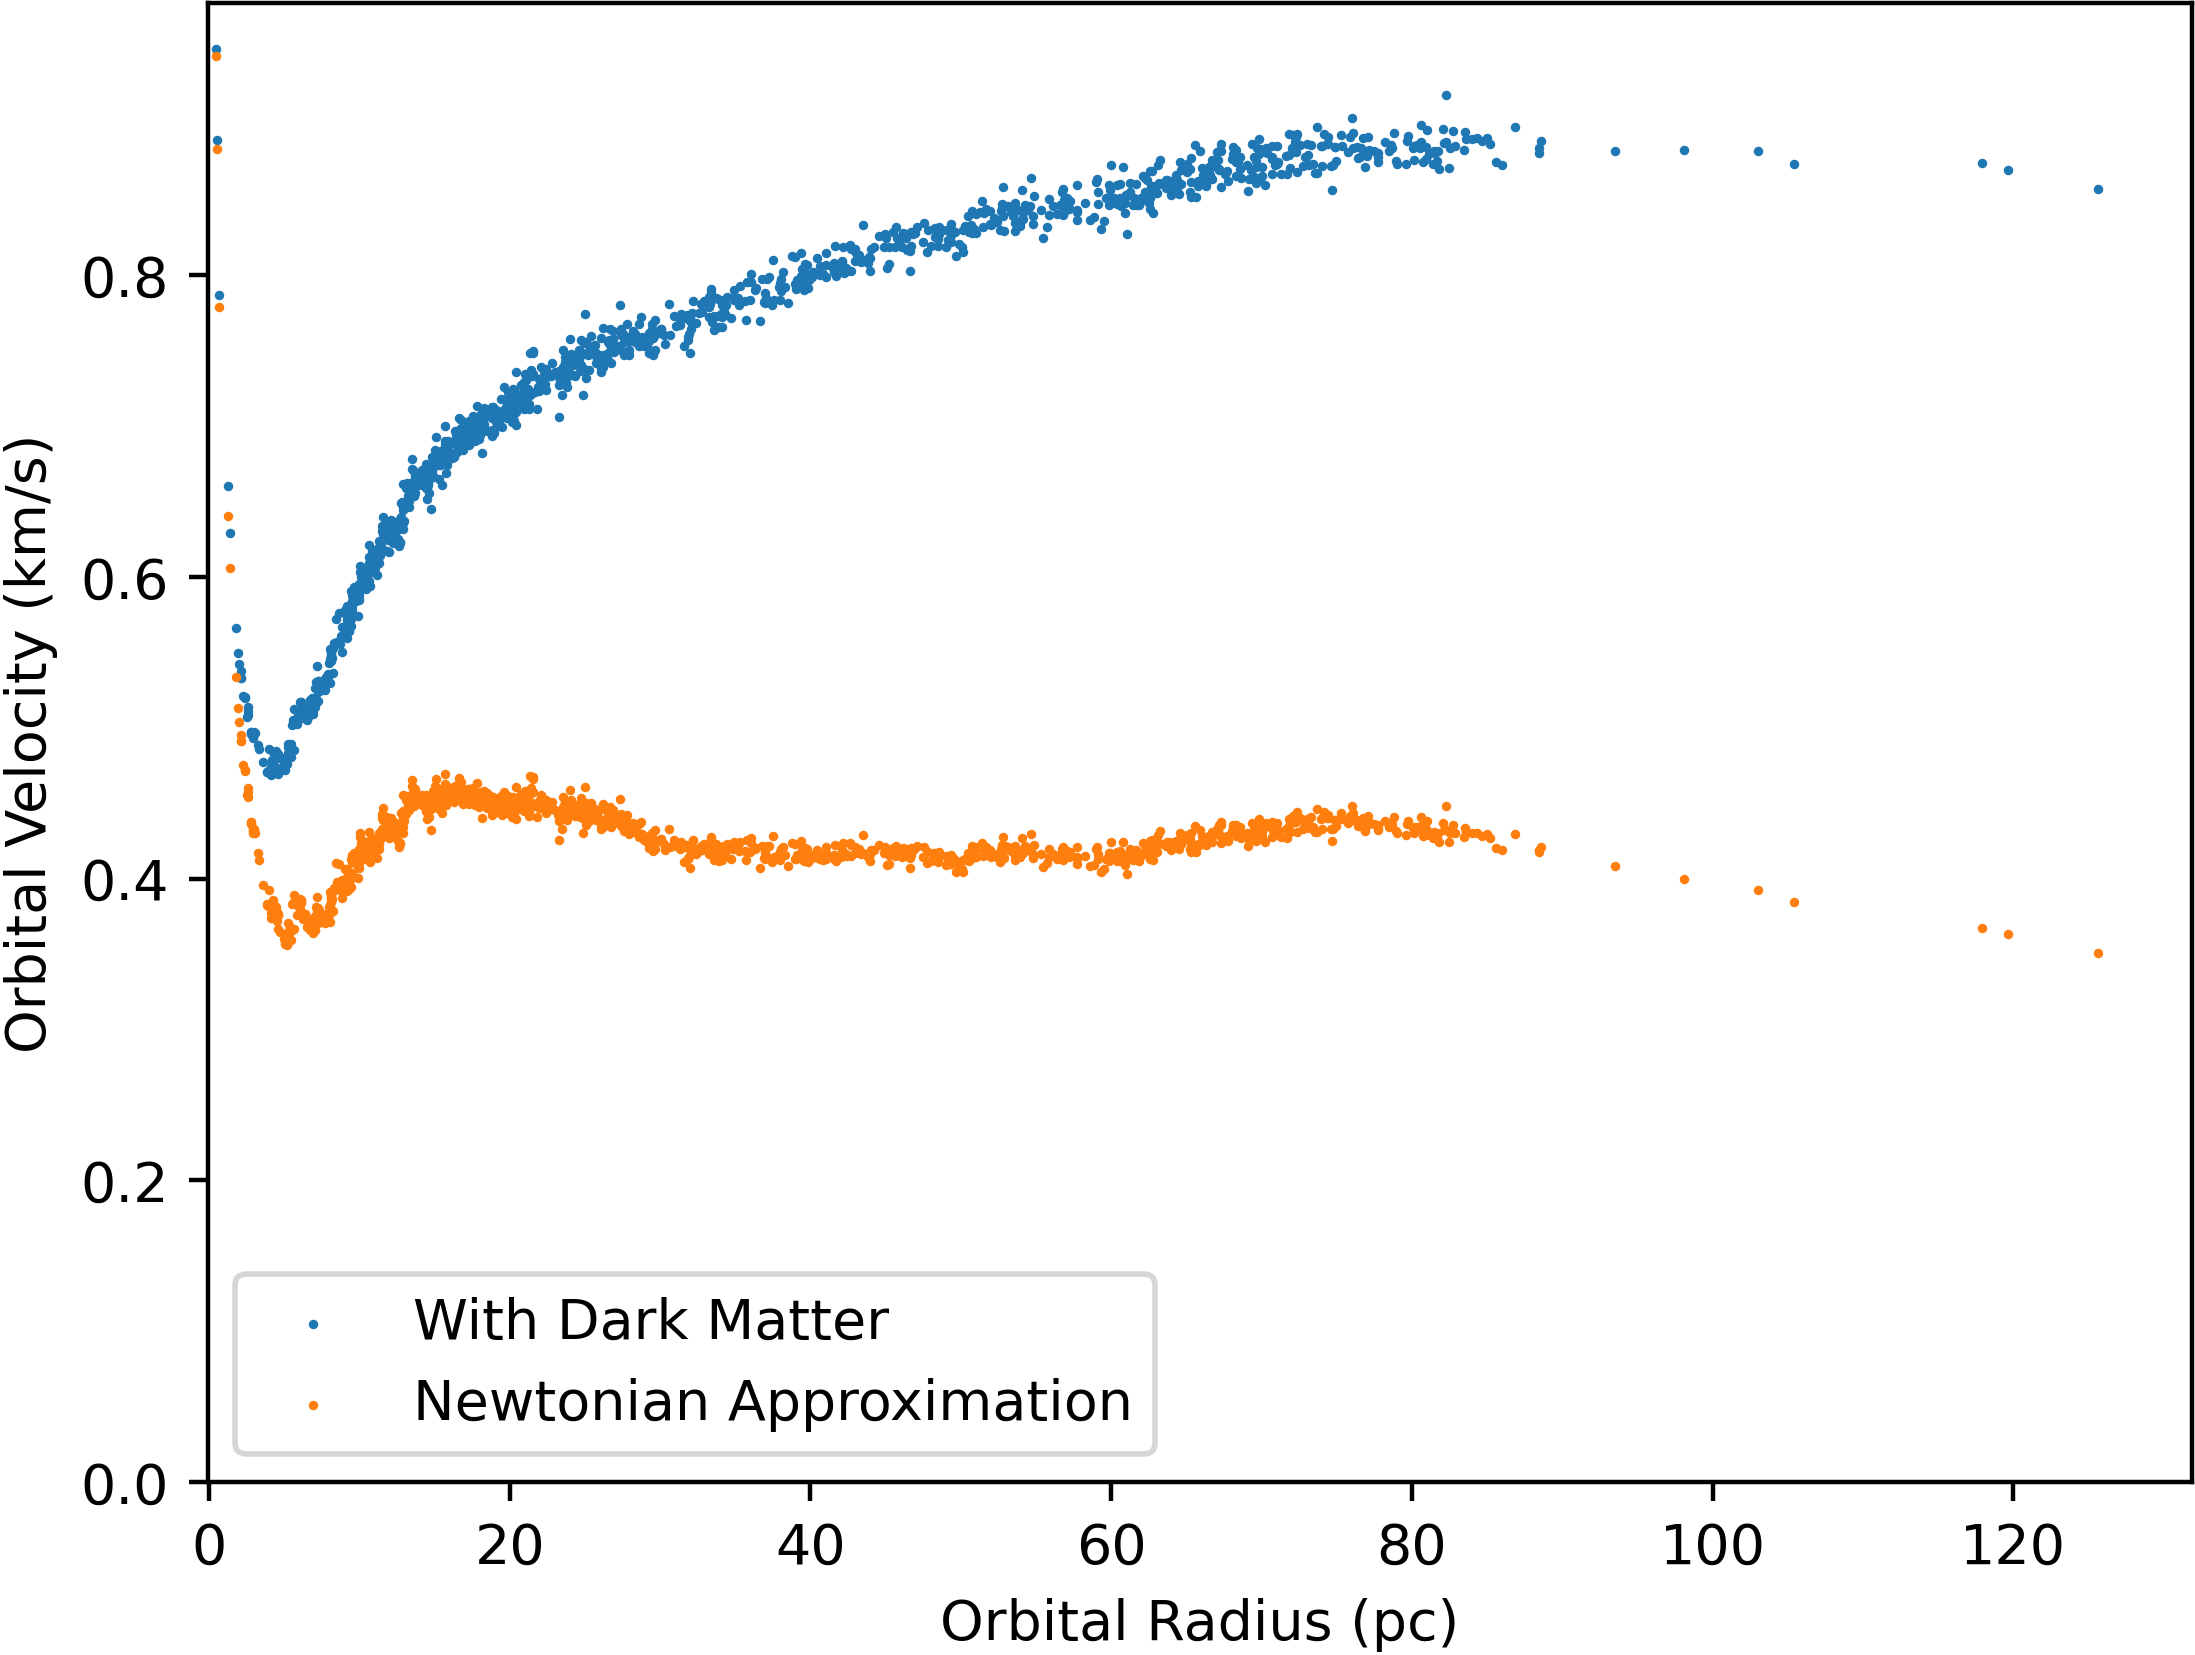 Orbital Velocity (km/s)
0.8
0.6
0.4
0.2
0.0
With Dark Matter
Newtonian Approximation
0 20 40 60 80 100 120
Orbital Radius (pc)